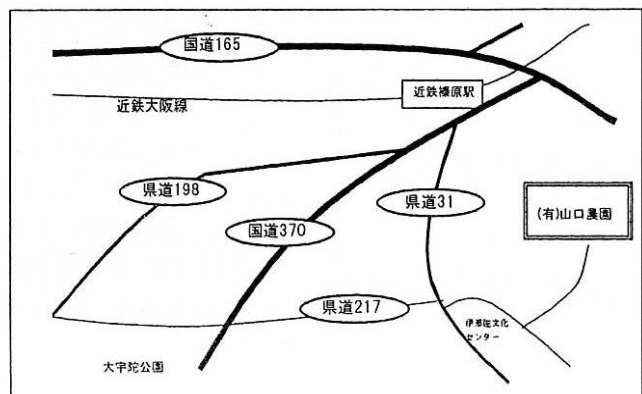 国道165
近鉄榛原駅
近鉄大阪線
県道198
県道31
(有)山口農園
国道370
県道217
伊那佐文化
センター
大宇陀公園